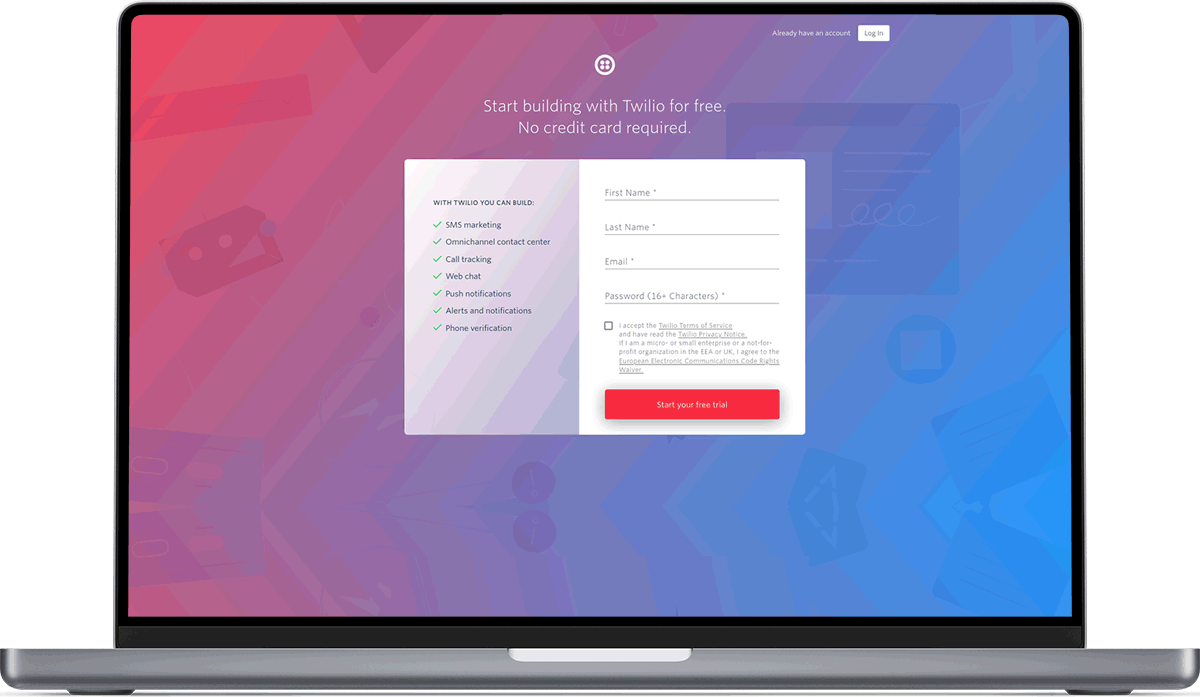 Already have an account
Log In
Start building with Twilio for free.
No credit card required.
WITH TWILIO YOU CAN BUILD:
SMS marketing
Omnichannel contact center
Call tracking
Web chat
Push notifications
Alerts and notifications
Phone verification
First Name *
Last Name *
Email *
Password (16+ Characters) *
I accept the Twilio Terms of Service
and have read the Twilio Privacy Notice.
If I am a micro- or small enterprise or a not-for-
profit organization in the EEA or UK, I agree to the
European Electronic Communications Code Rights
Waiver.
Start your free trial